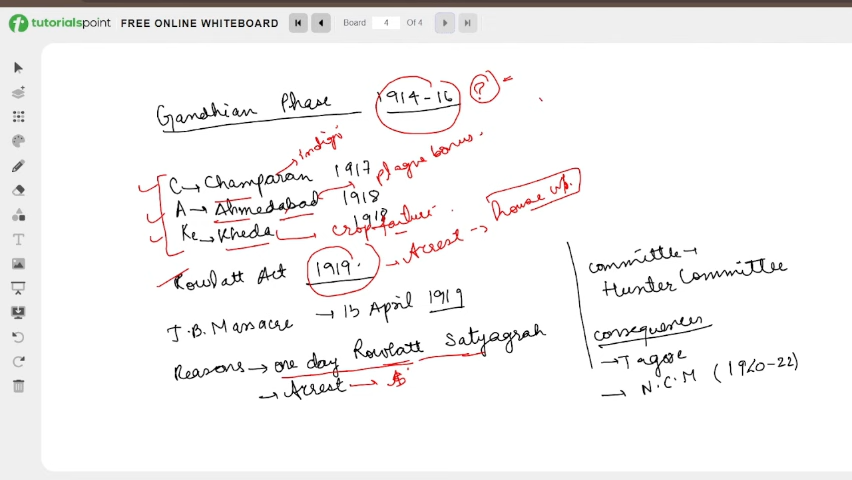 tutorialspoint FREE ONLINE WHITEBOARD Board 4 Of 4
Gandhian Phase 1914-16 ?
indigo
C → Champaran 1917 plague bonus.
A → Ahmedabad 1918
Ke → Kheda 1918 crop failure
Rowlatt Act 1919. → Arrest →
J.B. Massacre → 13 April 1919
Reasons → one day Rowlatt Satyagrah
→ Arrest →
committee →
Hunter Committee
consequences
→ Tagore
→ N.C.M (1920-22)